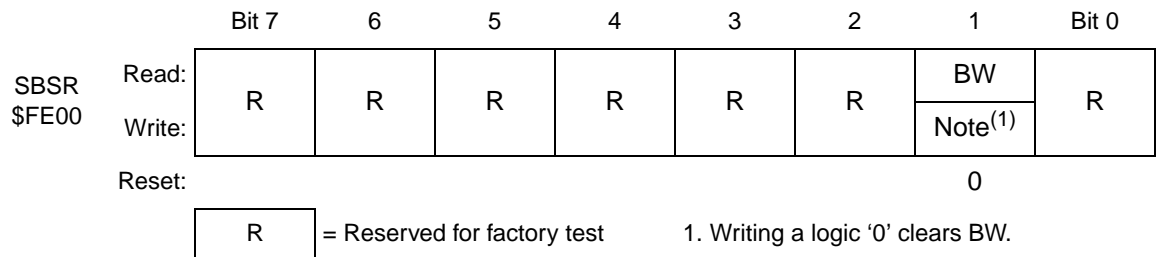 Bit 7 6 5 4 3 2 1 Bit 0
SBSR
$FE00
Read: R R R R R R BW R
Write: Note(1)
Reset: 0
R = Reserved for factory test 1. Writing a logic ‘0’ clears BW.